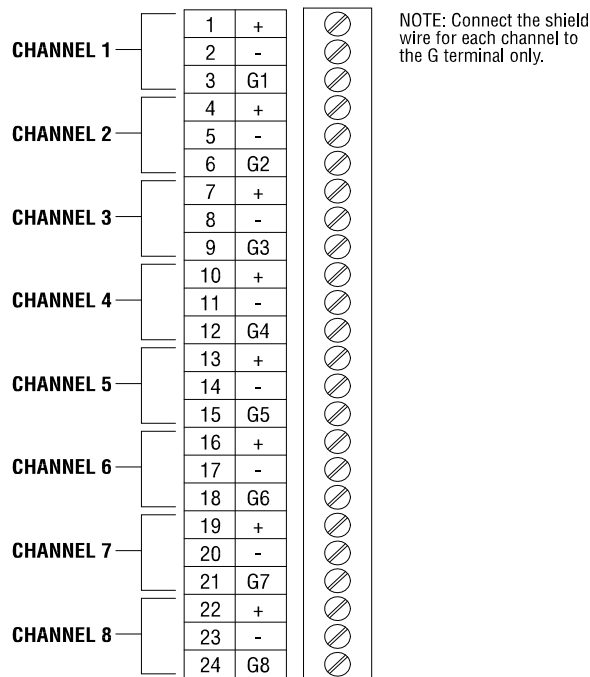 1 +
CHANNEL 1 2 -
3 G1
4 +
CHANNEL 2 5 -
6 G2
7 +
CHANNEL 3 8 -
9 G3
10 +
CHANNEL 4 11 -
12 G4
13 +
CHANNEL 5 14 -
15 G5
16 +
CHANNEL 6 17 -
18 G6
19 +
CHANNEL 7 20 -
21 G7
22 +
CHANNEL 8 23 -
24 G8
NOTE: Connect the shield
wire for each channel to
the G terminal only.